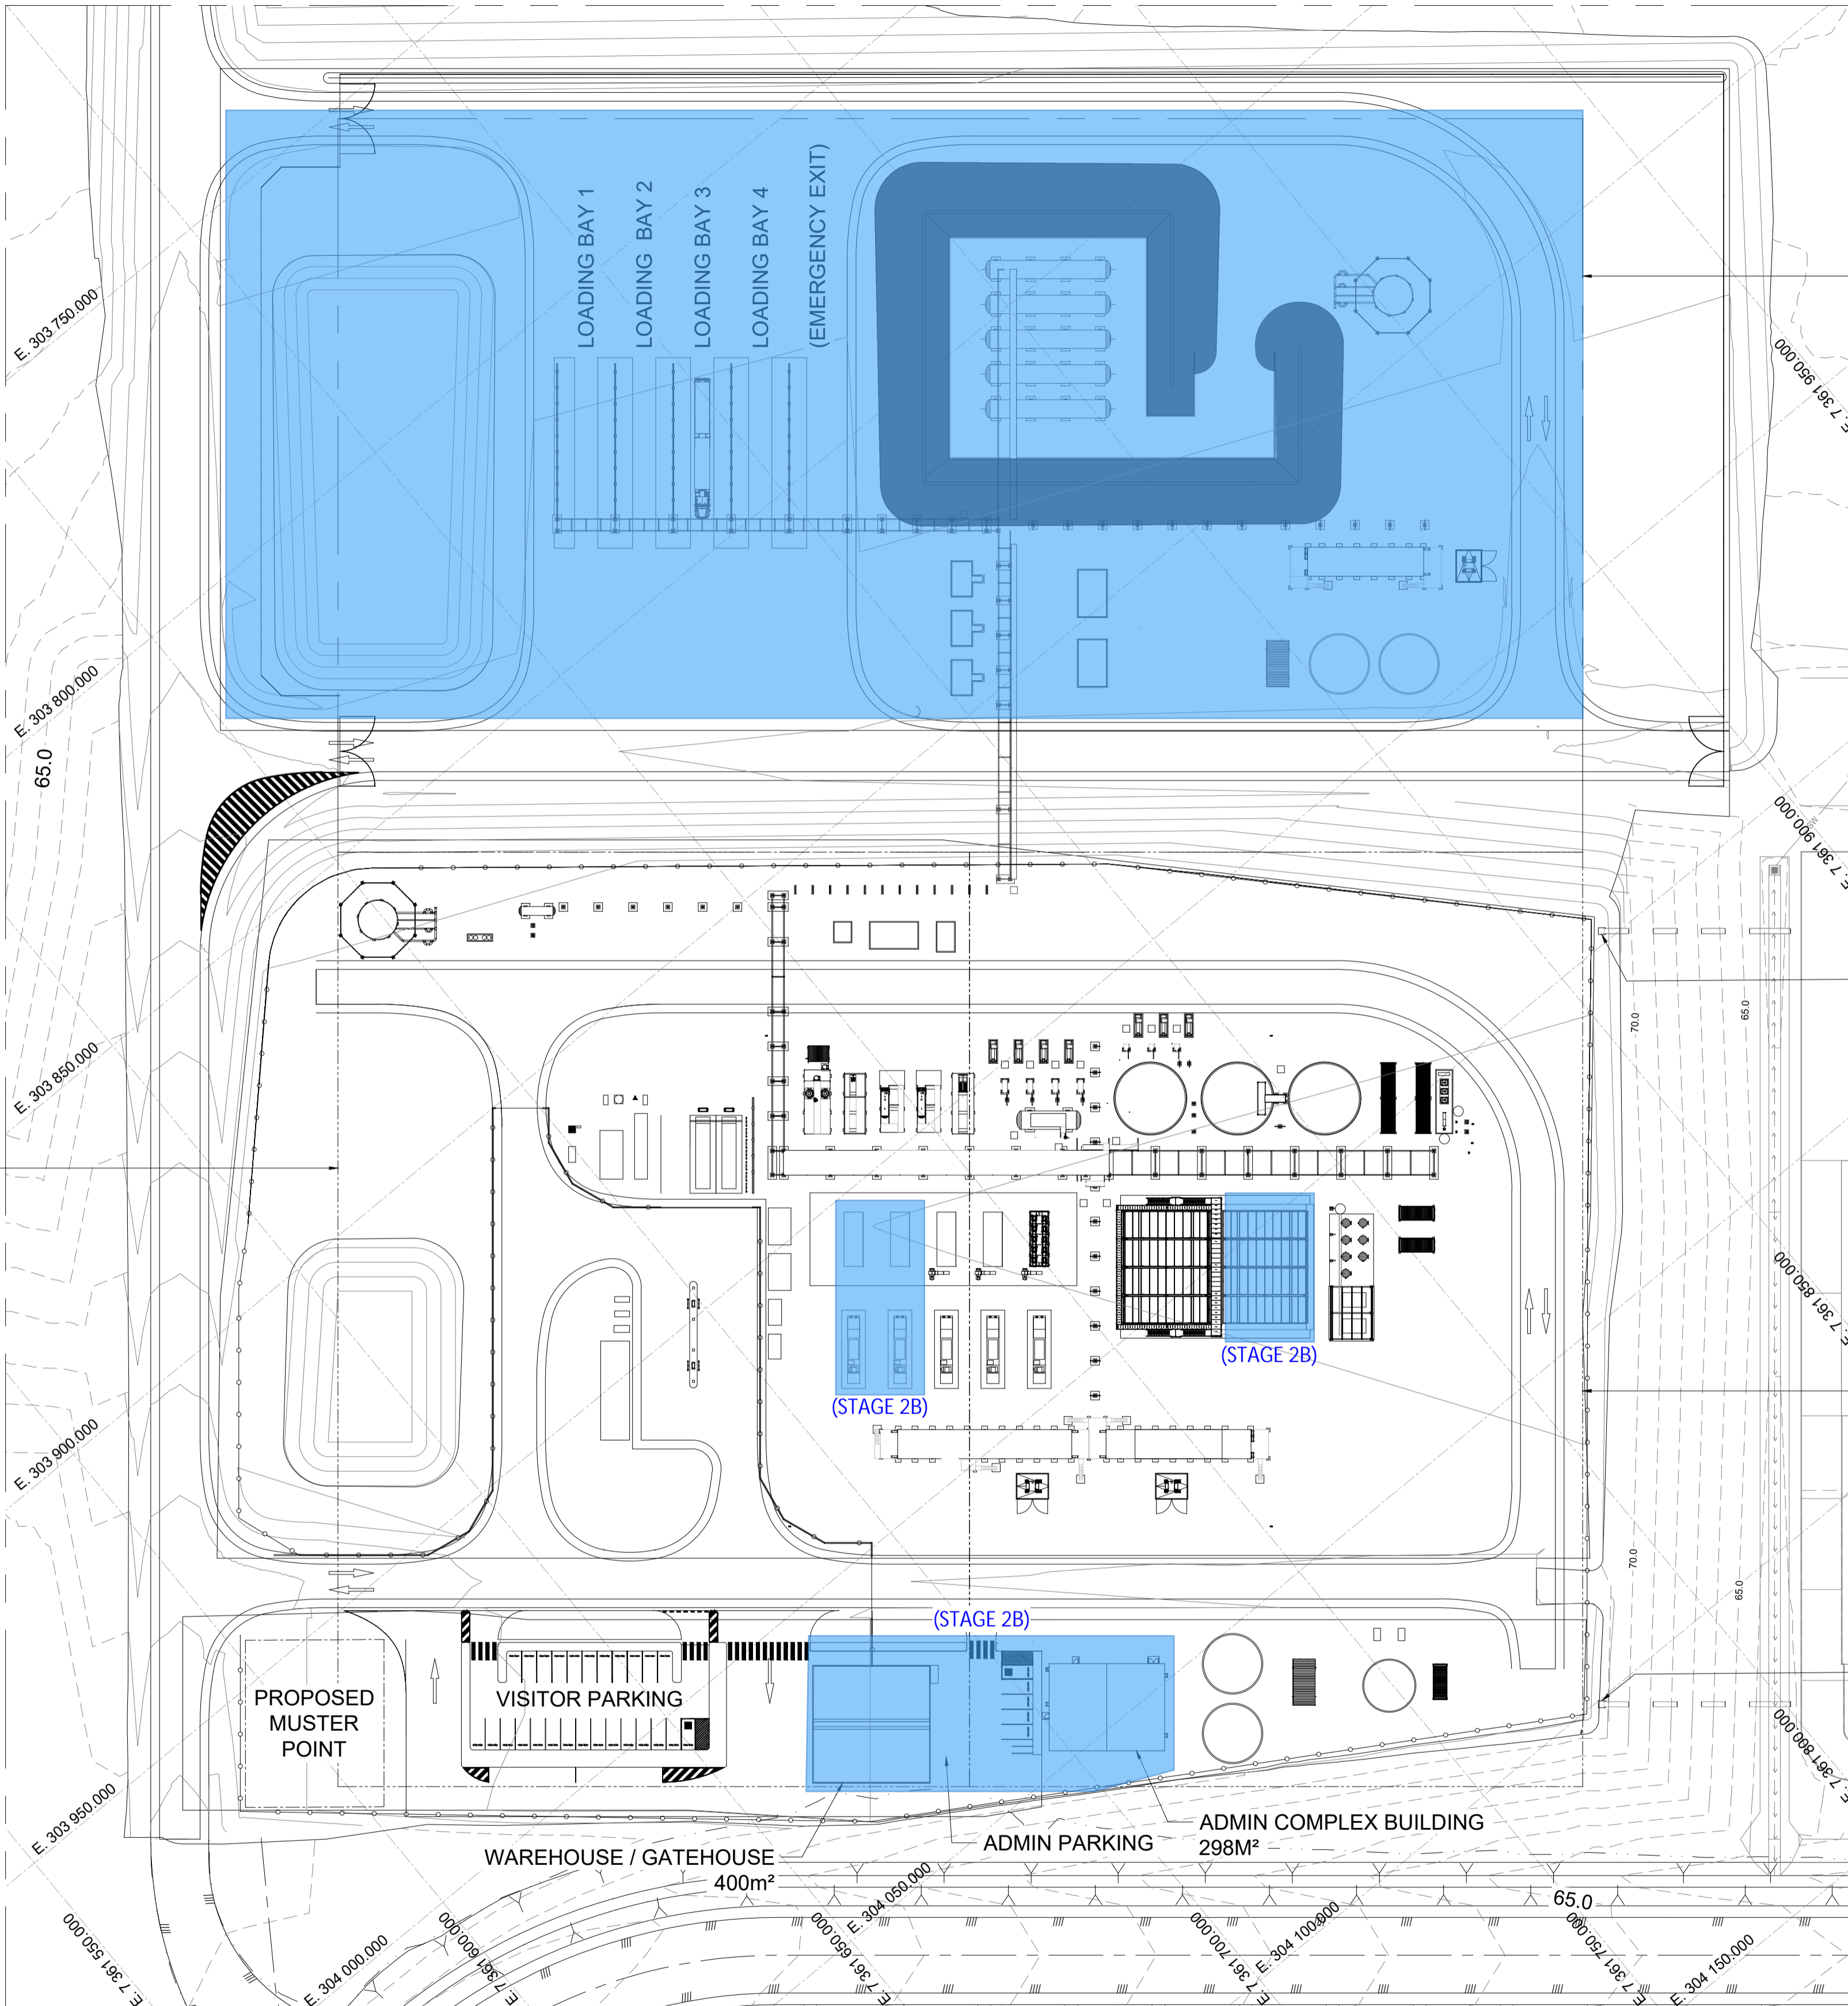 LOADING BAY 1
LOADING BAY 2
LOADING BAY 3
LOADING BAY 4
(EMERGENCY EXIT)
E. 303 750.000
E. 7 361 950.000
E. 303 800.000
65.0
E. 7 361 900.000
E. 303 850.000
70.0
65.0
E. 7 361 850.000
(STAGE 2B)
(STAGE 2B)
E. 303 900.000
70.0
65.0
(STAGE 2B)
PROPOSED
MUSTER
POINT
VISITOR PARKING
E. 7 361 800.000
E. 303 950.000
WAREHOUSE / GATEHOUSE
400m²
ADMIN PARKING
ADMIN COMPLEX BUILDING
298M²
65.0
E. 7 361 550.000
E. 304 000.000
E. 7 361 600.000
E. 7 361 650.000
E. 304 050.000
E. 7 361 700.000
E. 304 100.000
E. 7 361 750.000
E. 304 150.000